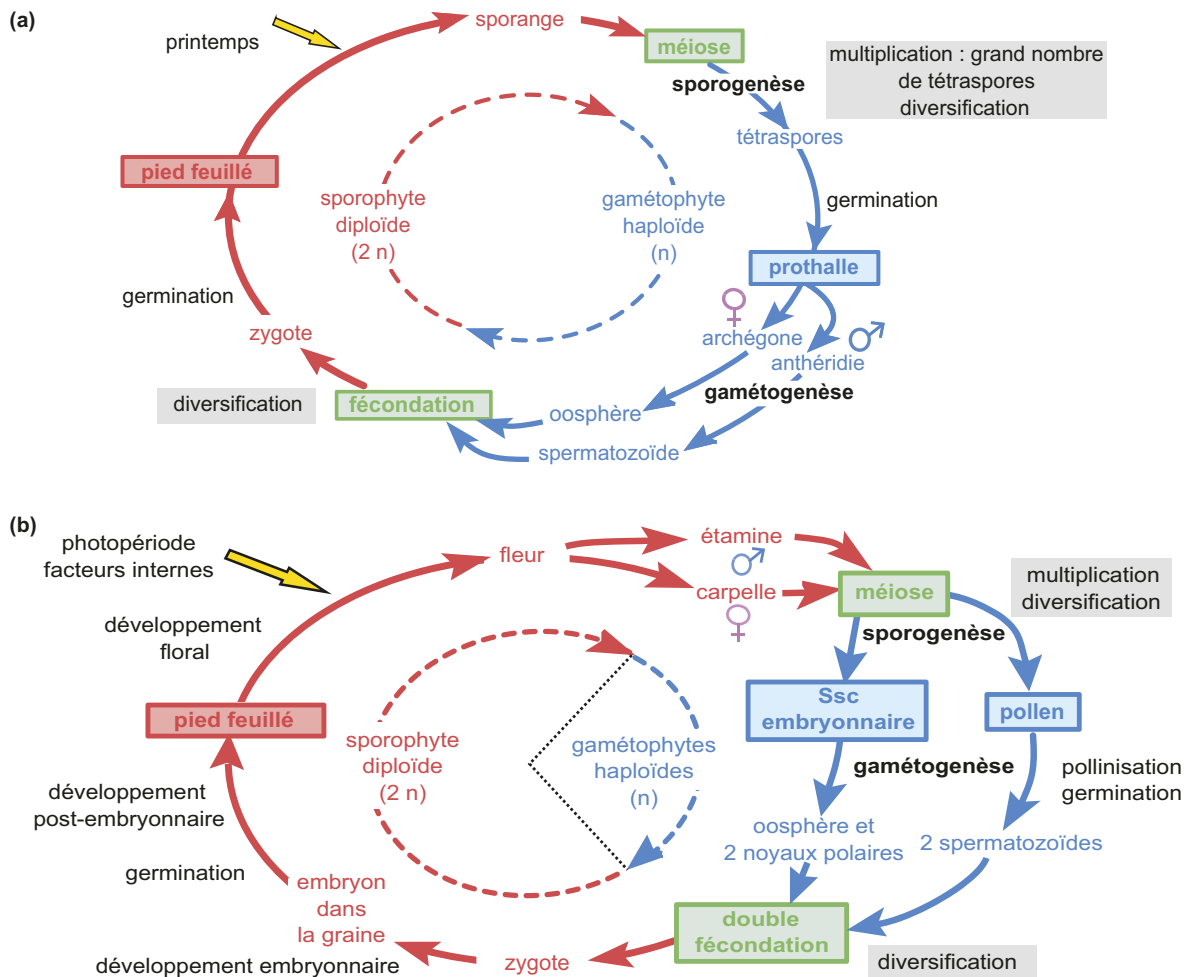 (a)
printemps
sporange
méiose
sporogenèse
multiplication : grand nombre
de tétraspores
diversification
tétraspores
pied feuillé
sporophyte
diploïde
(2 n)
gamétophyte
haploïde
(n)
germination
prothalle
germination
♀
archégone
♂
anthéridie
zygote
gamétogenèse
diversification
fécondation
oosphère
spermatozoïde
(b)
photopériode
facteurs internes
fleur
étamine
♂
carpelle
♀
méiose
multiplication
diversification
sporogenèse
développement
floral
Ssc
embryonnaire
pollen
pied feuillé
sporophyte
diploïde
(2 n)
gamétophytes
haploïdes
(n)
gamétogenèse
pollinisation
germination
développement
post-embryonnaire
oosphère et
2 noyaux polaires
2 spermatozoïdes
germination
embryon
dans
la graine
double
fécondation
développement embryonnaire
zygote
diversification